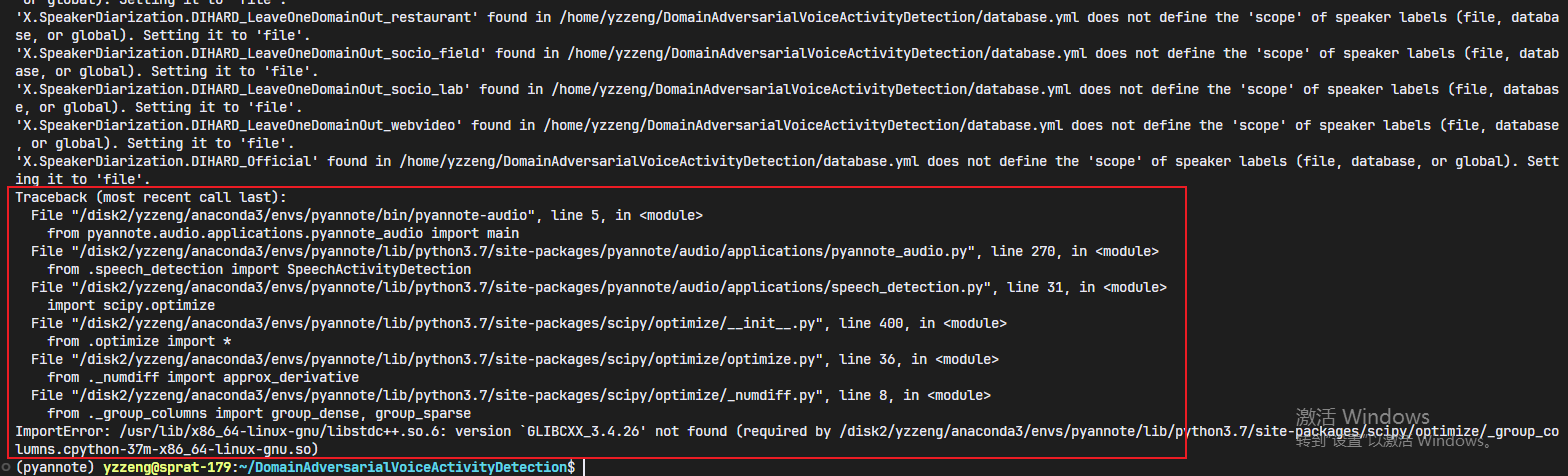 or global). Setting it to 'file'.
'X.SpeakerDiarization.DIHARD_LeaveOneDomainOut_restaurant' found in /home/yzzeng/DomainAdversarialVoiceActivityDetection/database.yml does not define the 'scope' of speaker labels (file, databa
se, or global). Setting it to 'file'.
'X.SpeakerDiarization.DIHARD_LeaveOneDomainOut_socio_field' found in /home/yzzeng/DomainAdversarialVoiceActivityDetection/database.yml does not define the 'scope' of speaker labels (file, datab
ase, or global). Setting it to 'file'.
'X.SpeakerDiarization.DIHARD_LeaveOneDomainOut_socio_lab' found in /home/yzzeng/DomainAdversarialVoiceActivityDetection/database.yml does not define the 'scope' of speaker labels (file, databas
e, or global). Setting it to 'file'.
'X.SpeakerDiarization.DIHARD_LeaveOneDomainOut_webvideo' found in /home/yzzeng/DomainAdversarialVoiceActivityDetection/database.yml does not define the 'scope' of speaker labels (file, database
, or global). Setting it to 'file'.
'X.SpeakerDiarization.DIHARD_Official' found in /home/yzzeng/DomainAdversarialVoiceActivityDetection/database.yml does not define the 'scope' of speaker labels (file, database, or global). Sett
ing it to 'file'.
Traceback (most recent call last):
File "/disk2/yzzeng/anaconda3/envs/pyannote/bin/pyannote-audio", line 5, in <module>
from pyannote.audio.applications.pyannote_audio import main
File "/disk2/yzzeng/anaconda3/envs/pyannote/lib/python3.7/site-packages/pyannote/audio/applications/pyannote_audio.py", line 270, in <module>
from .speech_detection import SpeechActivityDetection
File "/disk2/yzzeng/anaconda3/envs/pyannote/lib/python3.7/site-packages/pyannote/audio/applications/speech_detection.py", line 31, in <module>
import scipy.optimize
File "/disk2/yzzeng/anaconda3/envs/pyannote/lib/python3.7/site-packages/scipy/optimize/__init__.py", line 400, in <module>
from .optimize import *
File "/disk2/yzzeng/anaconda3/envs/pyannote/lib/python3.7/site-packages/scipy/optimize/optimize.py", line 36, in <module>
from ._numdiff import approx_derivative
File "/disk2/yzzeng/anaconda3/envs/pyannote/lib/python3.7/site-packages/scipy/optimize/_numdiff.py", line 8, in <module>
from ._group_columns import group_dense, group_sparse
ImportError: /usr/lib/x86_64-linux-gnu/libstdc++.so.6: version `GLIBCXX_3.4.26' not found (required by /disk2/yzzeng/anaconda3/envs/pyannote/lib/python3.7/site-packages/scipy/optimize/_group_co
lumns.cpython-37m-x86_64-linux-gnu.so)
(pyannote) yzzeng@sprat-179:~/DomainAdversarialVoiceActivityDetection$
激活 Windows
转到"设置"以激活 Windows。